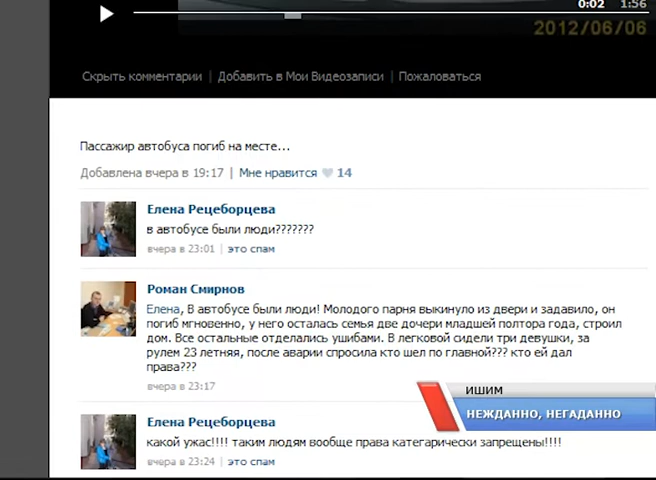 0:02 1:56
2012/06/06
Скрыть комментарии | Добавить в Мои Видеозаписи | Пожаловаться
Пассажир автобуса погиб на месте...
Добавлена вчера в 19:17 | Мне нравится 14
Елена Рецеборцева
в автобусе были люди???????
вчера в 23:01 | это спам
Роман Смирнов
Елена, В автобусе были люди! Молодого парня выкинуло из двери и задавило, он
погиб мгновенно, у него осталась семья две дочери младшей полтора года, строил
дом. Все остальные отделались ушибами. В легковой сидели три девушки, за
рулем 23 летняя, после аварии спросила кто шел по главной??? кто ей дал
права???
вчера в 23:17
ИШИМ
НЕЖДАННО, НЕГАДАННО
Елена Рецеборцева
какой ужас!!!! таким людям вообще права категарически запрещены!!!!
вчера в 23:24 | это спам